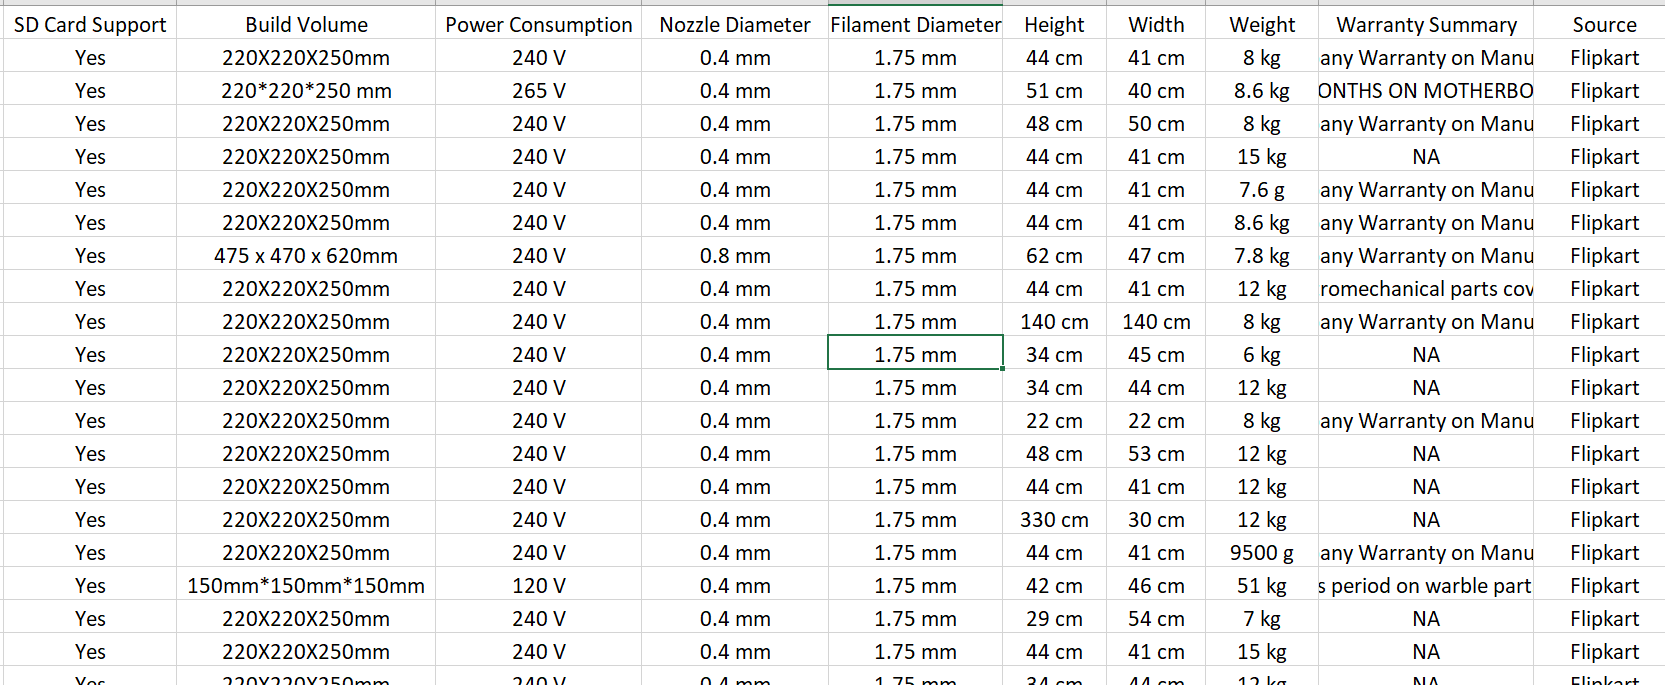 SD Card Support Build Volume Power Consumption Nozzle Diameter Filament Diameter Height Width Weight Warranty Summary Source
Yes 220X220X250mm 240 V 0.4 mm 1.75 mm 44 cm 41 cm 8 kg any Warranty on Manu Flipkart
Yes 220*220*250 mm 265 V 0.4 mm 1.75 mm 51 cm 40 cm 8.6 kg ONTHS ON MOTHERBO Flipkart
Yes 220X220X250mm 240 V 0.4 mm 1.75 mm 48 cm 50 cm 8 kg any Warranty on Manu Flipkart
Yes 220X220X250mm 240 V 0.4 mm 1.75 mm 44 cm 41 cm 15 kg NA Flipkart
Yes 220X220X250mm 240 V 0.4 mm 1.75 mm 44 cm 41 cm 7.6 g any Warranty on Manu Flipkart
Yes 220X220X250mm 240 V 0.4 mm 1.75 mm 44 cm 41 cm 8.6 kg any Warranty on Manu Flipkart
Yes 475 x 470 x 620mm 240 V 0.8 mm 1.75 mm 62 cm 47 cm 7.8 kg any Warranty on Manu Flipkart
Yes 220X220X250mm 240 V 0.4 mm 1.75 mm 44 cm 41 cm 12 kg romechanical parts cov Flipkart
Yes 220X220X250mm 240 V 0.4 mm 1.75 mm 140 cm 140 cm 8 kg any Warranty on Manu Flipkart
Yes 220X220X250mm 240 V 0.4 mm 1.75 mm 34 cm 45 cm 6 kg NA Flipkart
Yes 220X220X250mm 240 V 0.4 mm 1.75 mm 34 cm 44 cm 12 kg NA Flipkart
Yes 220X220X250mm 240 V 0.4 mm 1.75 mm 22 cm 22 cm 8 kg any Warranty on Manu Flipkart
Yes 220X220X250mm 240 V 0.4 mm 1.75 mm 48 cm 53 cm 12 kg NA Flipkart
Yes 220X220X250mm 240 V 0.4 mm 1.75 mm 44 cm 41 cm 12 kg NA Flipkart
Yes 220X220X250mm 240 V 0.4 mm 1.75 mm 330 cm 30 cm 12 kg NA Flipkart
Yes 220X220X250mm 240 V 0.4 mm 1.75 mm 44 cm 41 cm 9500 g any Warranty on Manu Flipkart
Yes 150mm*150mm*150mm 120 V 0.4 mm 1.75 mm 42 cm 46 cm 51 kg s period on warble part Flipkart
Yes 220X220X250mm 240 V 0.4 mm 1.75 mm 29 cm 54 cm 7 kg NA Flipkart
Yes 220X220X250mm 240 V 0.4 mm 1.75 mm 44 cm 41 cm 15 kg NA Flipkart
Yes 220X220X250mm 240 V 0.4 mm 1.75 mm 34 cm 44 cm 12 kg NA Flipkart